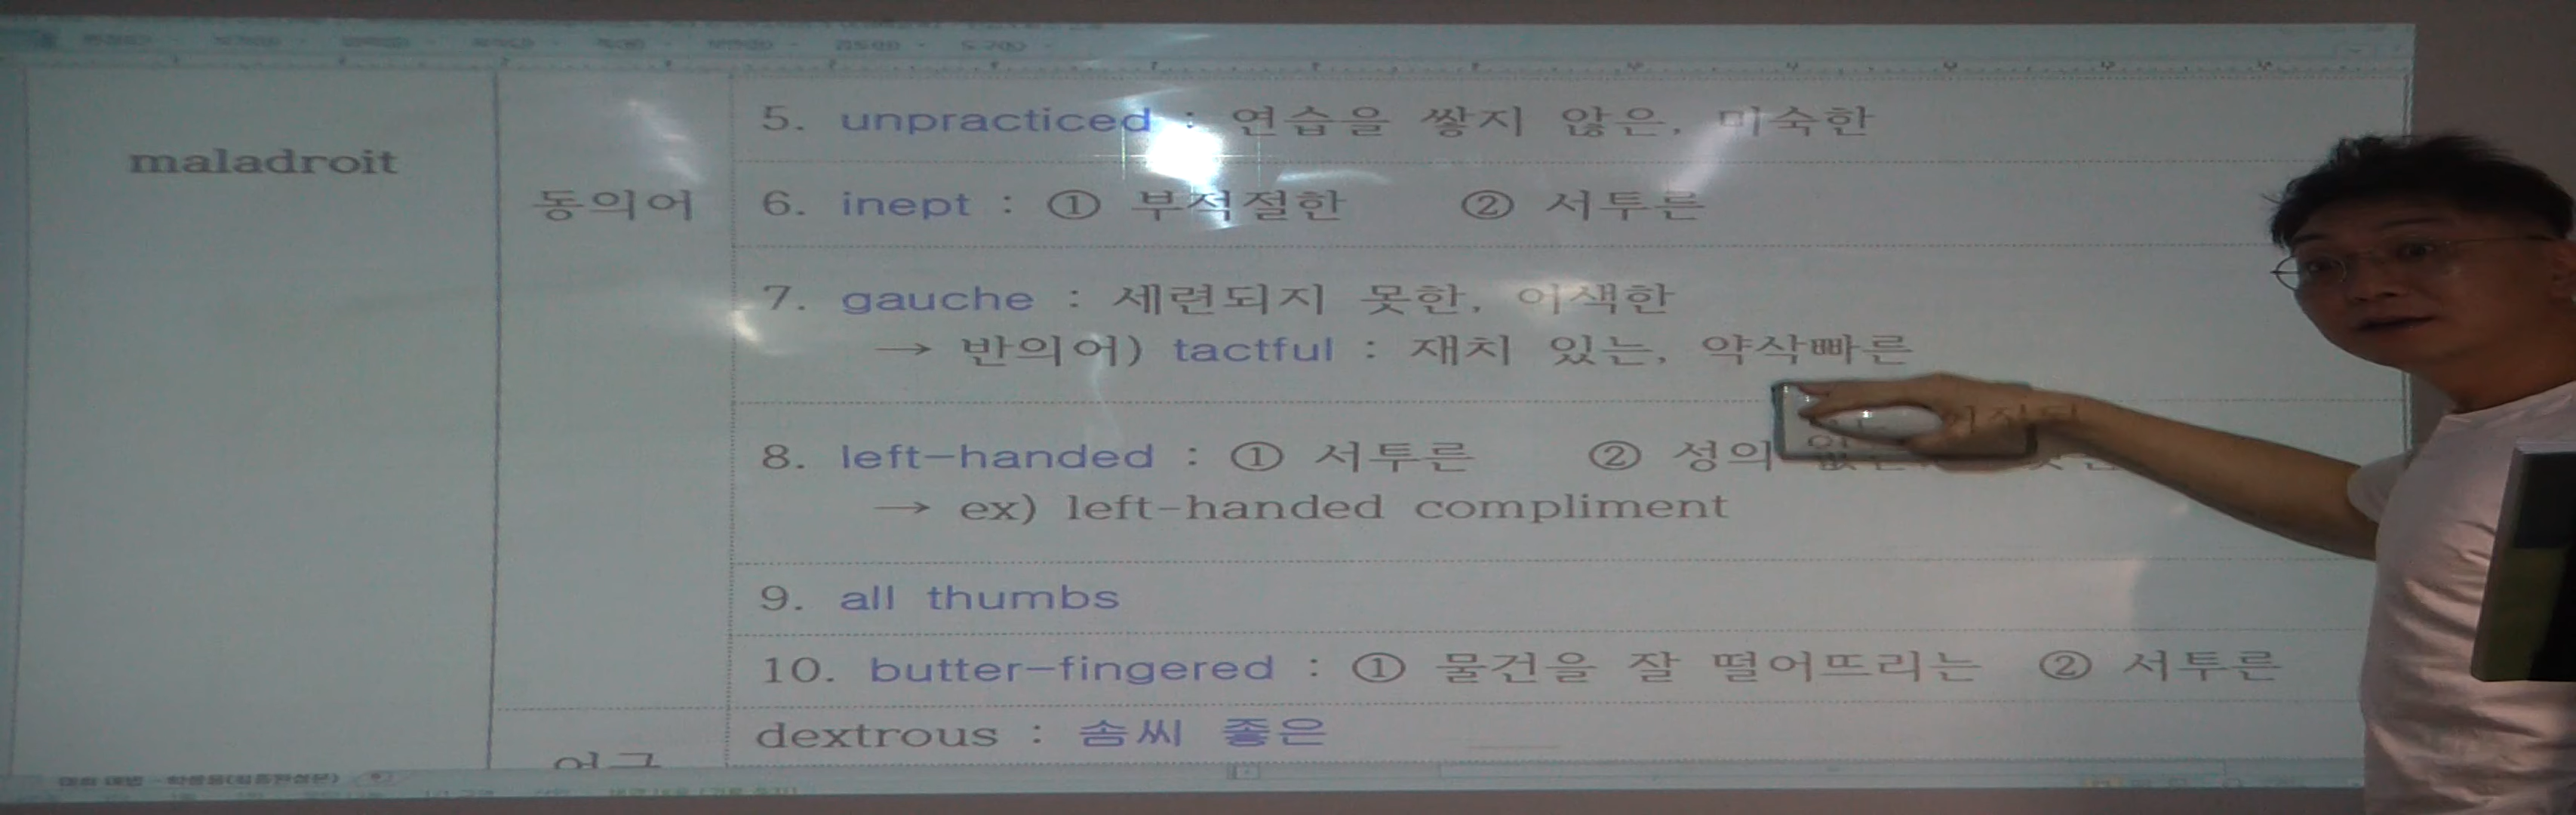 maladroit
동의어
5. unpracticed : 연습을 쌓지 않은, 미숙한
6. inept : ① 부적절한 ② 서투른
7. gauche : 세련되지 못한, 어색한
→ 반의어) tactful : 재치 있는, 약삭빠른
8. left-handed : ① 서투른 ② 성의
→ ex) left-handed compliment
9. all thumbs
10. butter-fingered : ① 물건을 잘 떨어뜨리는 ② 서투른
dextrous : 솜씨 좋은